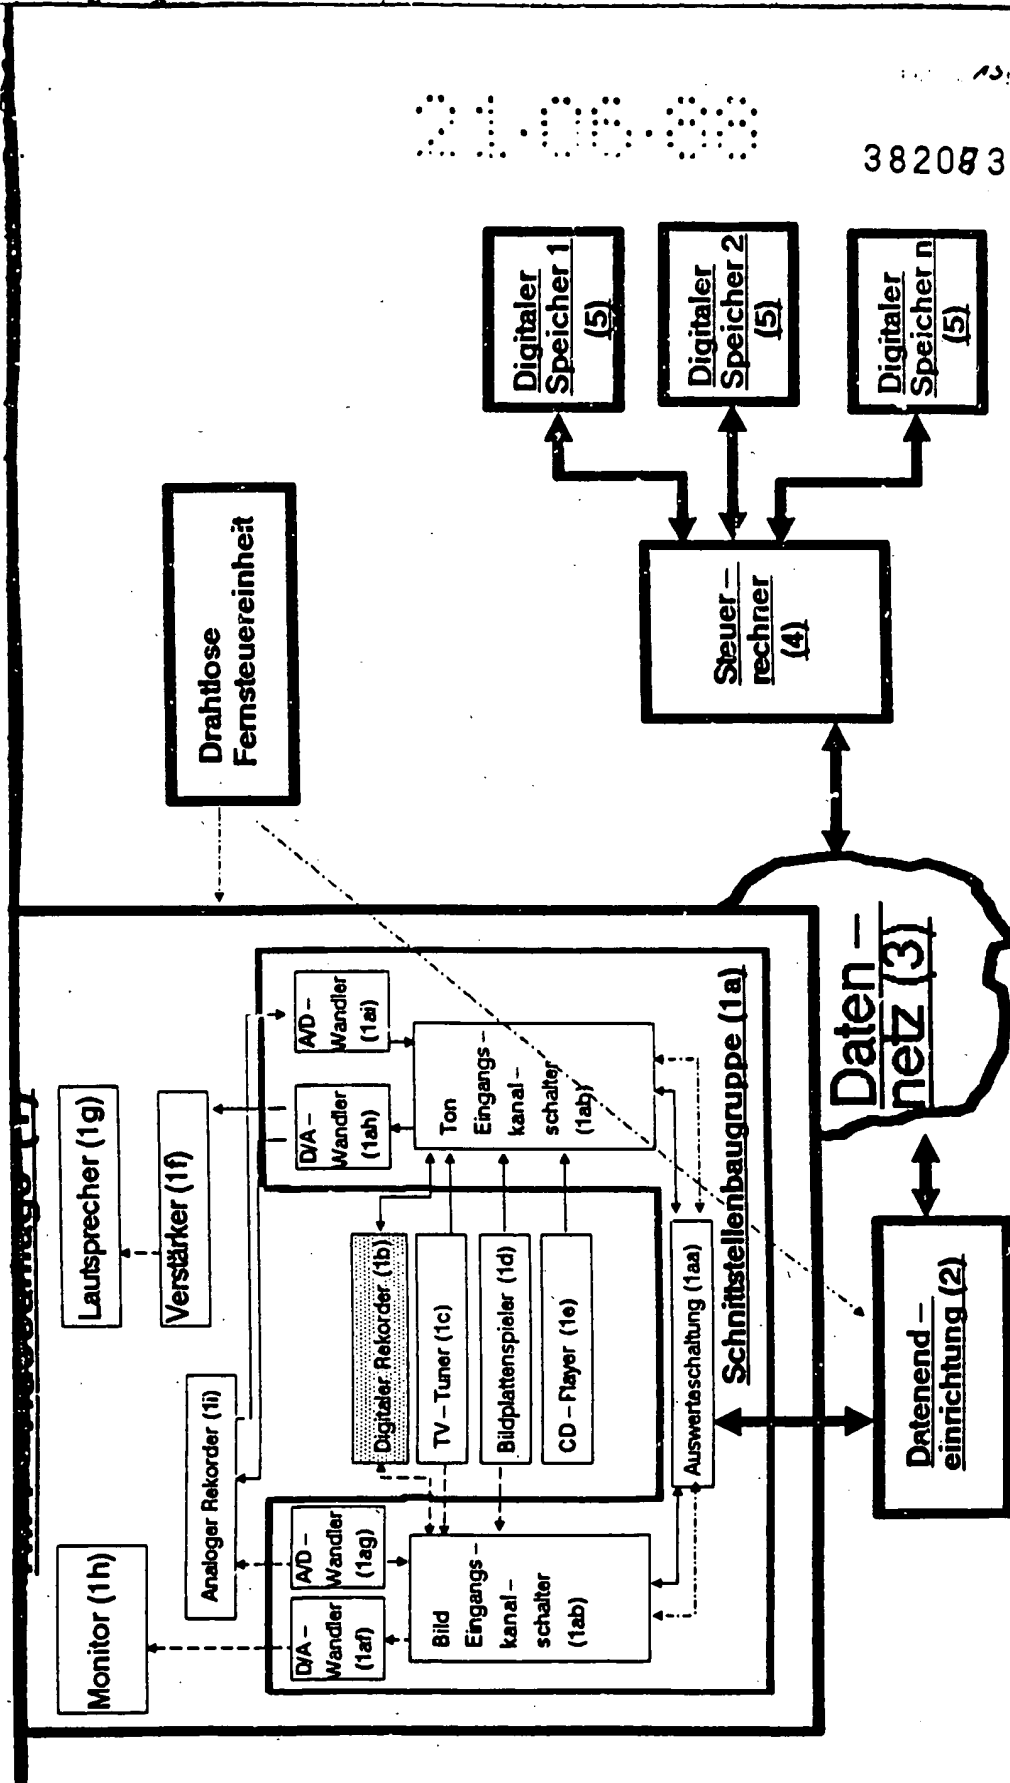 21·06·88
382083
Digitaler
Speicher 1
(5)
Digitaler
Speicher 2
(5)
Digitaler
Speicher n
(5)
Drahtlose
Fernsteuereinheit
Steuer-
rechner
(4)
Daten-
netz (3)
Datenend-
einrichtung (2)
Lautsprecher (1g)
Verstärker (1f)
Monitor (1h)
Analoger Rekorder (1i)
A/D-
Wandler
(1ai)
D/A-
Wandler
(1ah)
Ton
Eingangs-
kanal-
schalter
(1ab)
Digitaler Rekorder (1b)
TV-Tuner (1c)
Bildplattenspieler (1d)
CD-Player (1e)
Auswerteschaltung (1aa)
Schnittstellenbaugruppe (1a)
A/D-
Wandler
(1ag)
D/A-
Wandler
(1af)
Bild
Eingangs-
kanal-
schalter
(1ab)